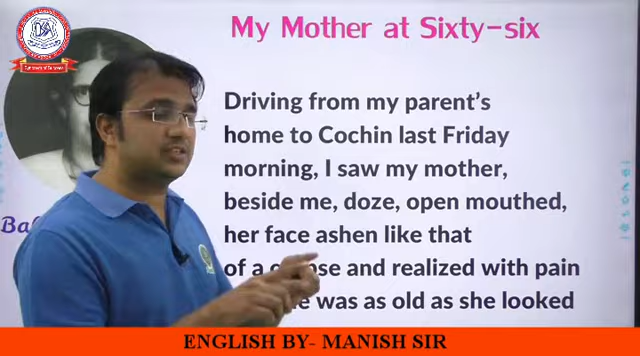 My Mother at Sixty-six
Driving from my parent's
home to Cochin last Friday
morning, I saw my mother,
beside me, doze, open mouthed,
her face ashen like that
of a and realized with pain
was as old as she looked
ENGLISH BY- MANISH SIR